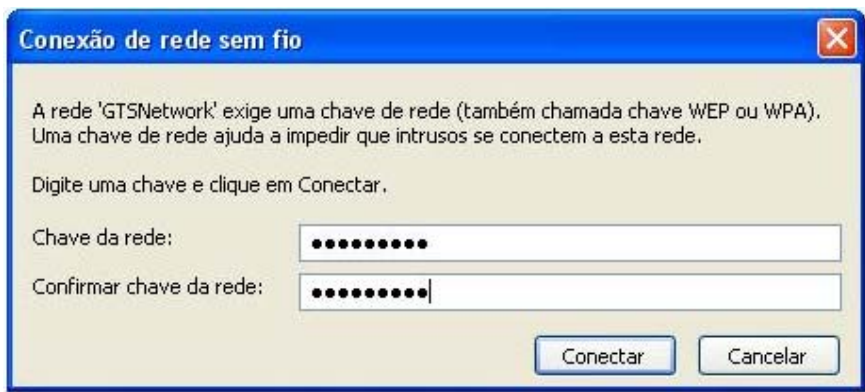 Conexão de rede sem fio
A rede 'GTSNetwork' exige uma chave de rede (também chamada chave WEP ou WPA).
Uma chave de rede ajuda a impedir que intrusos se conectem a esta rede.
Digite uma chave e clique em Conectar.
Chave da rede: •••••••••
Confirmar chave da rede: •••••••••
Conectar Cancelar